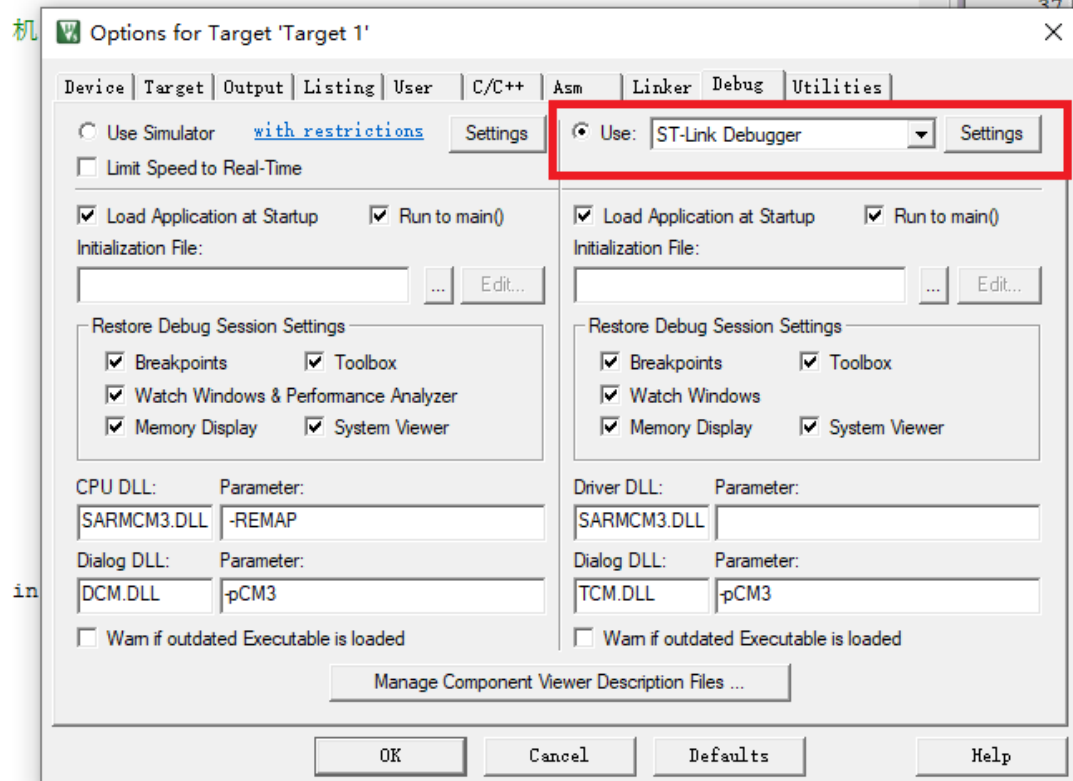 37
机
Options for Target 'Target 1'
Device Target Output Listing User C/C++ Asm Linker Debug Utilities
Use Simulator with restrictions Settings Use: ST-Link Debugger Settings
Limit Speed to Real-Time
Load Application at Startup Run to main() Load Application at Startup Run to main()
Initialization File: Initialization File:
... Edit... ... Edit...
Restore Debug Session Settings Restore Debug Session Settings
Breakpoints Toolbox Breakpoints Toolbox
Watch Windows & Performance Analyzer Watch Windows
Memory Display System Viewer Memory Display System Viewer
CPU DLL: Parameter: Driver DLL: Parameter:
SARMCM3.DLL -REMAP SARMCM3.DLL
Dialog DLL: Parameter: Dialog DLL: Parameter:
in DCM.DLL -pCM3 TCM.DLL -pCM3
Warn if outdated Executable is loaded Warn if outdated Executable is loaded
Manage Component Viewer Description Files ...
OK Cancel Defaults Help